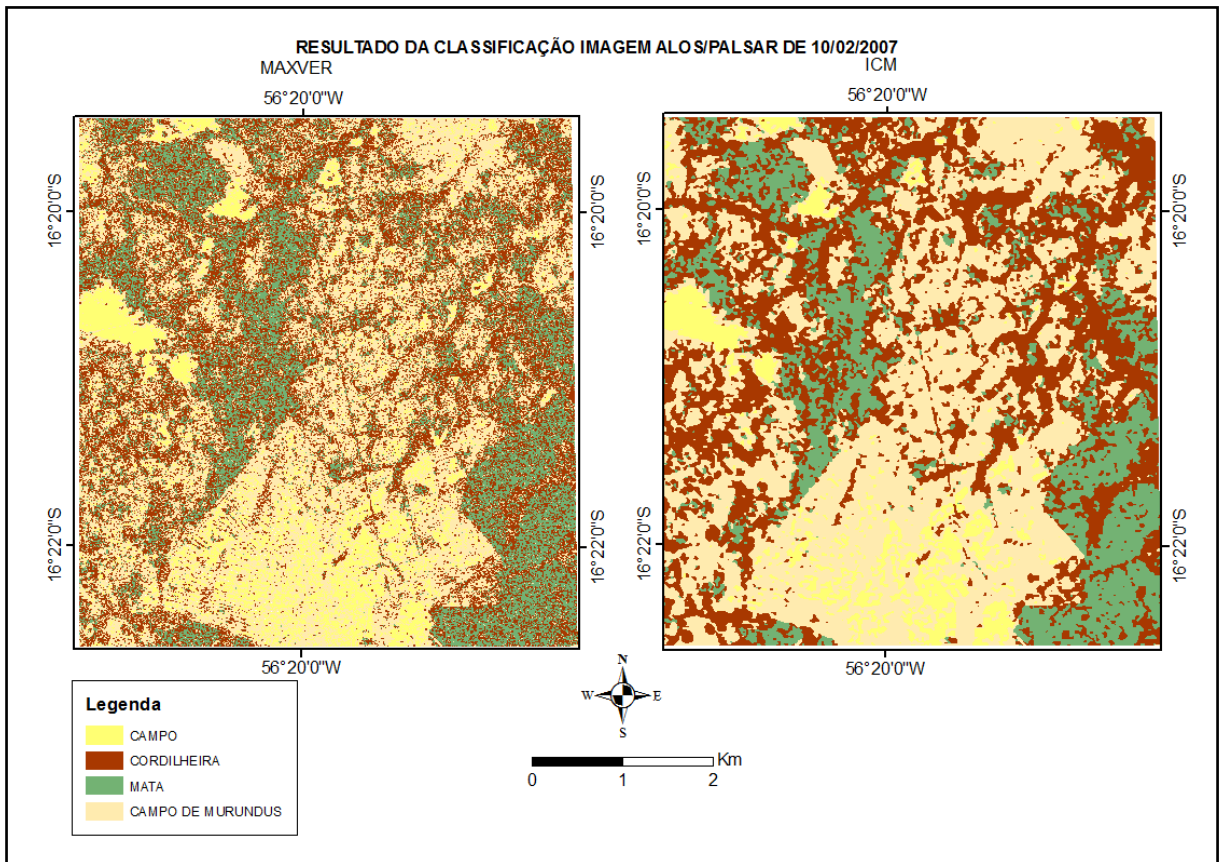 RESULTADO DA CLASSIFICAÇÃO IMAGEM ALOS/PALSAR DE 10/02/2007
MAXVER
ICM
56°20'0"W
56°20'0"W
16°20'0"S
16°20'0"S
16°20'0"S
16°20'0"S
16°22'0"S
16°22'0"S
16°22'0"S
16°22'0"S
56°20'0"W
56°20'0"W
N
W
E
S
Km
0
1
2
Legenda
CAMPO
CORDILHEIRA
MATA
CAMPO DE MURUNDUS